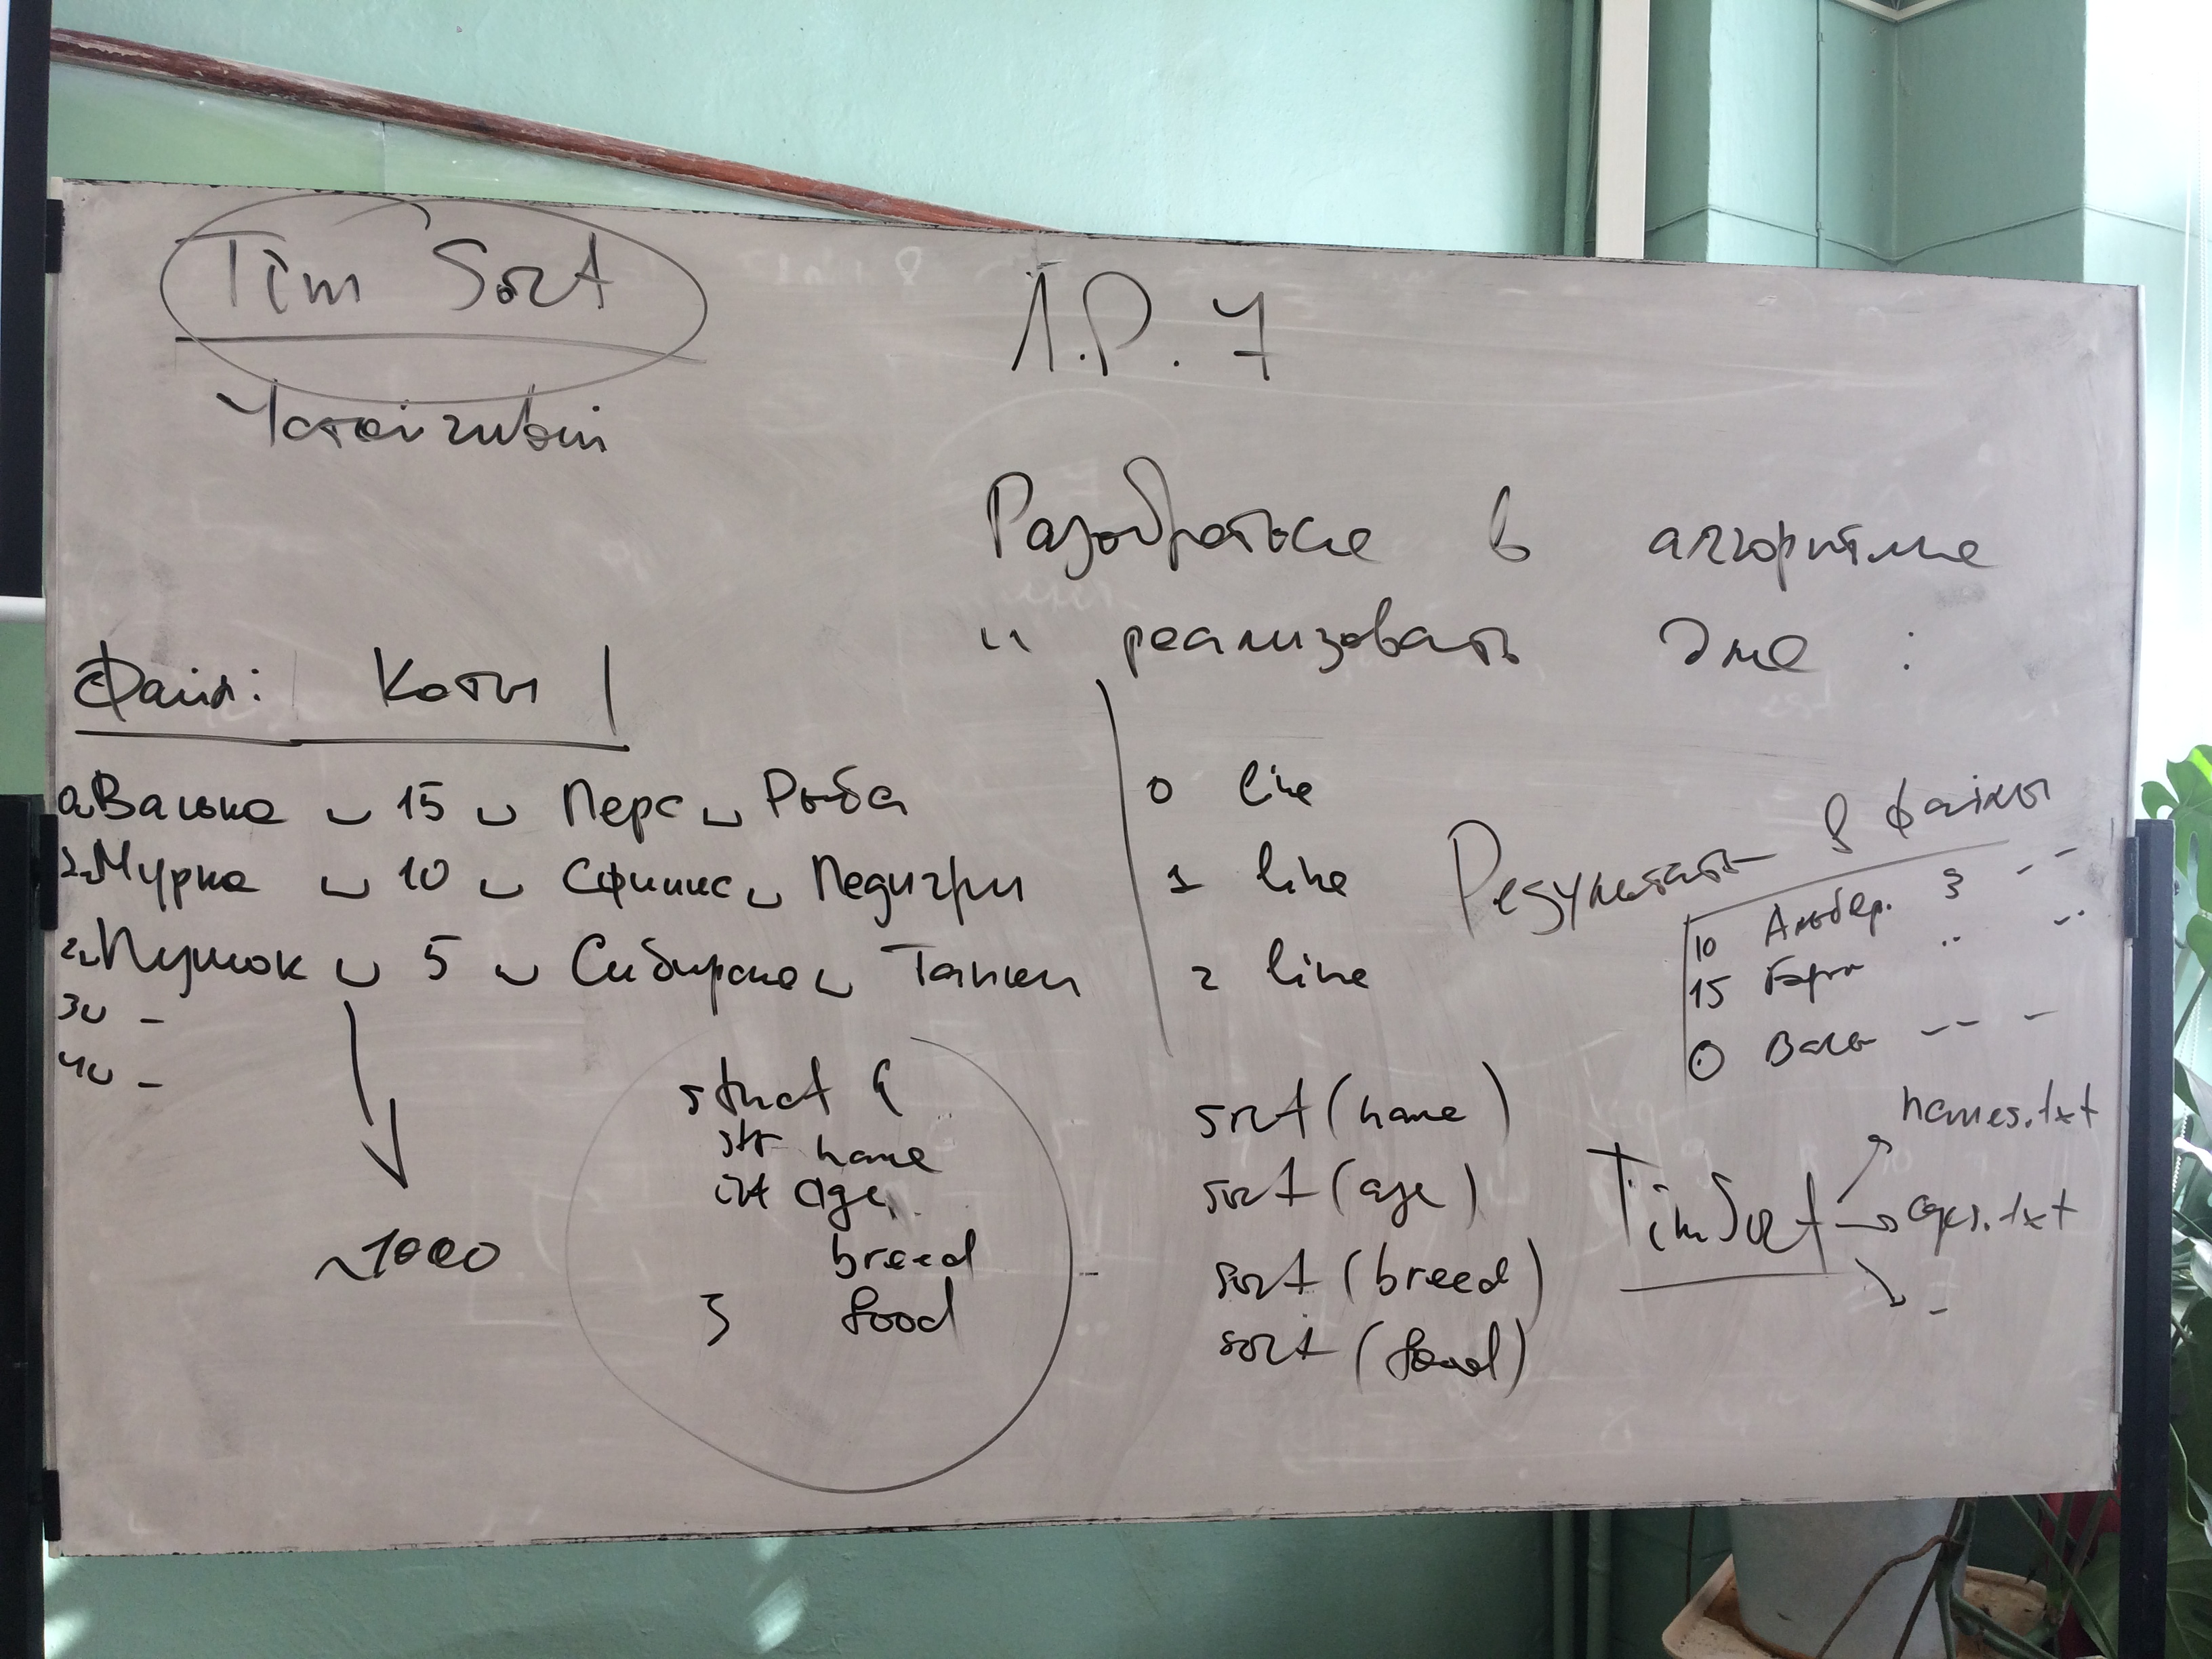 Tim Sort
Устойчивый
Л.Р. 7
Разобраться в алгоритме
и реализовать для :
Файл: Коты
0␣Васька ␣ 15 ␣ Перс ␣ Рыба
1␣Мурка ␣ 10 ␣ Сфинкс ␣ Педигри
2␣Пушок ␣ 5 ␣ Сибирская ␣ Тапки
3␣ -
4␣ -
~1000
0 line
1 line
2 line
Результат в файлы
10 Альбер. 3 - -
15 Барси .. ..
0 Вась -- -
struct {
str name
int age
breed
} food
sort (name)
sort (age)
sort (breed)
sort (food)
TimSort
names.txt
ages.txt
-